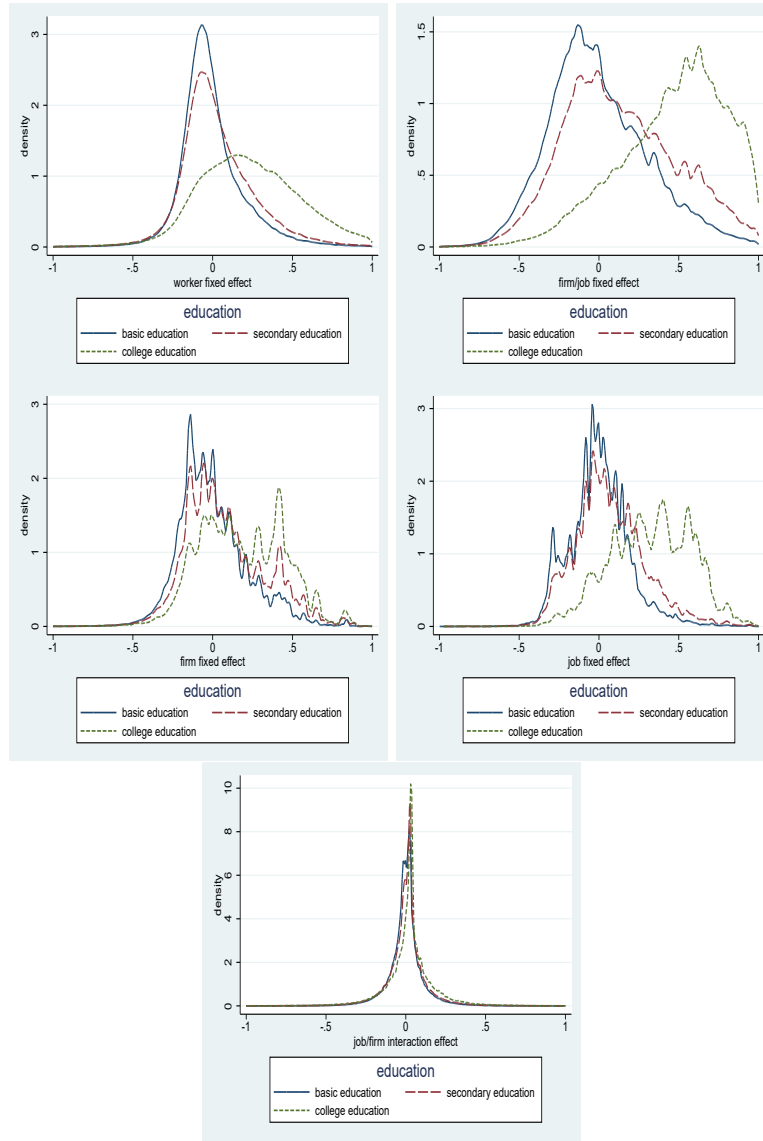 density
0
1
2
3
-1
-.5
0
.5
1
worker fixed effect
education
basic education
secondary education
college education
density
0
.5
1
1.5
-1
-.5
0
.5
1
firm/job fixed effect
education
basic education
secondary education
college education
density
0
1
2
3
-1
-.5
0
.5
1
firm fixed effect
education
basic education
secondary education
college education
density
0
1
2
3
-1
-.5
0
.5
1
job fixed effect
education
basic education
secondary education
college education
density
0
2
4
6
8
10
-1
-.5
0
.5
1
job/firm interaction effect
education
basic education
secondary education
college education